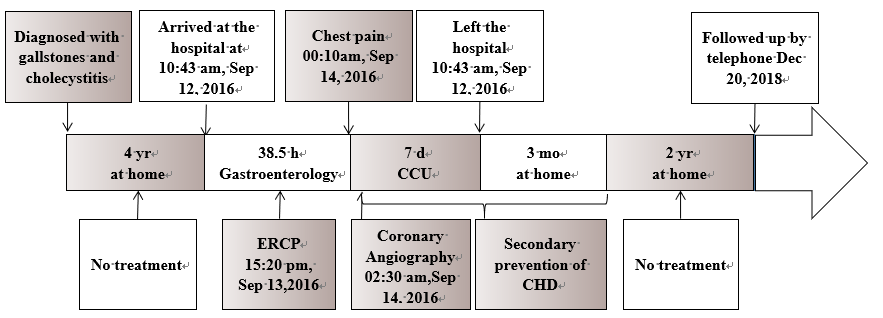 Diagnosed with
gallstones and
cholecystitis
Arrived at the
hospital at
10:43 am, Sep
12, 2016
Chest pain
00:10am, Sep
14, 2016
Left the
hospital
10:43 am, Sep
12, 2016
Followed up by
telephone Dec
20, 2018
4 yr
at home
38.5 h
Gastroenterology
7 d
CCU
3 mo
at home
2 yr
at home
No treatment
ERCP
15:20 pm,
Sep 13,2016
Coronary
Angiography
02:30 am,Sep
14, 2016
Secondary
prevention of
CHD
No treatment